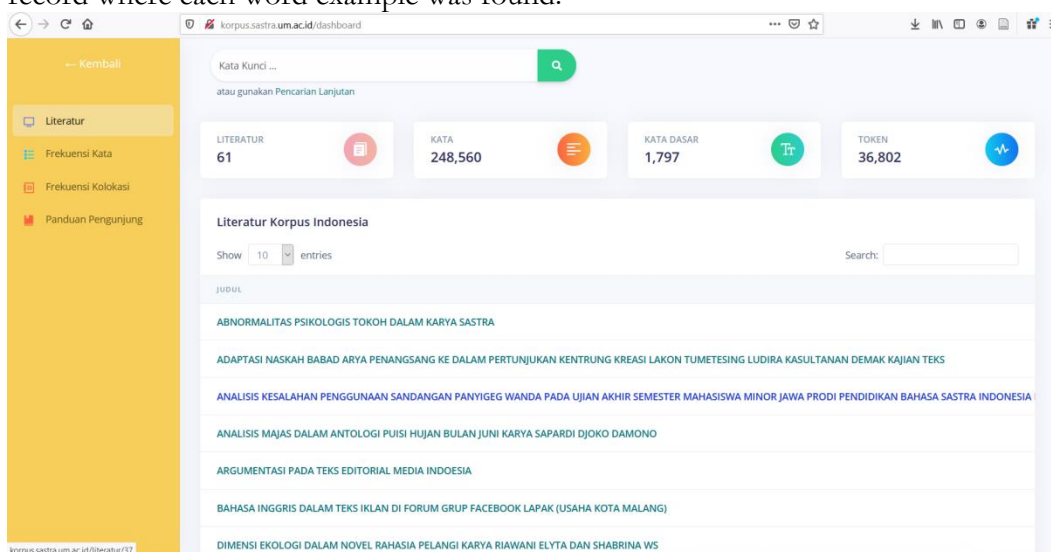 record where each word example was found.
korpus.sastra.um.ac.id/dashboard
← Kembali
Literatur
Frekuensi Kata
Frekuensi Kolokasi
Panduan Pengunjung
Kata Kunci ...
atau gunakan Pencarian Lanjutan
LITERATUR
61
KATA
248,560
KATA DASAR
1,797
TOKEN
36,802
Literatur Korpus Indonesia
Show 10 entries
Search:
JUDUL
ABNORMALITAS PSIKOLOGIS TOKOH DALAM KARYA SASTRA
ADAPTASI NASKAH BABAD ARYA PENANGSANG KE DALAM PERTUNJUKAN KENTRUNG KREASI LAKON TUMETESING LUDIRA KASULTANAN DEMAK KAJIAN TEKS
ANALISIS KESALAHAN PENGGUNAAN SANDANGAN PANYIGEG WANDA PADA UJIAN AKHIR SEMESTER MAHASISWA MINOR JAWA PRODI PENDIDIKAN BAHASA SASTRA INDONESIA
ANALISIS MAJAS DALAM ANTOLOGI PUISI HUJAN BULAN JUNI KARYA SAPARDI DJOKO DAMONO
ARGUMENTASI PADA TEKS EDITORIAL MEDIA INDOESIA
BAHASA INGGRIS DALAM TEKS IKLAN DI FORUM GRUP FACEBOOK LAPAK (USAHA KOTA MALANG)
DIMENSI EKOLOGI DALAM NOVEL RAHASIA PELANGI KARYA RIAWANI ELYTA DAN SHABRINA WS
korpus.sastra.um.ac.id/literatur/37